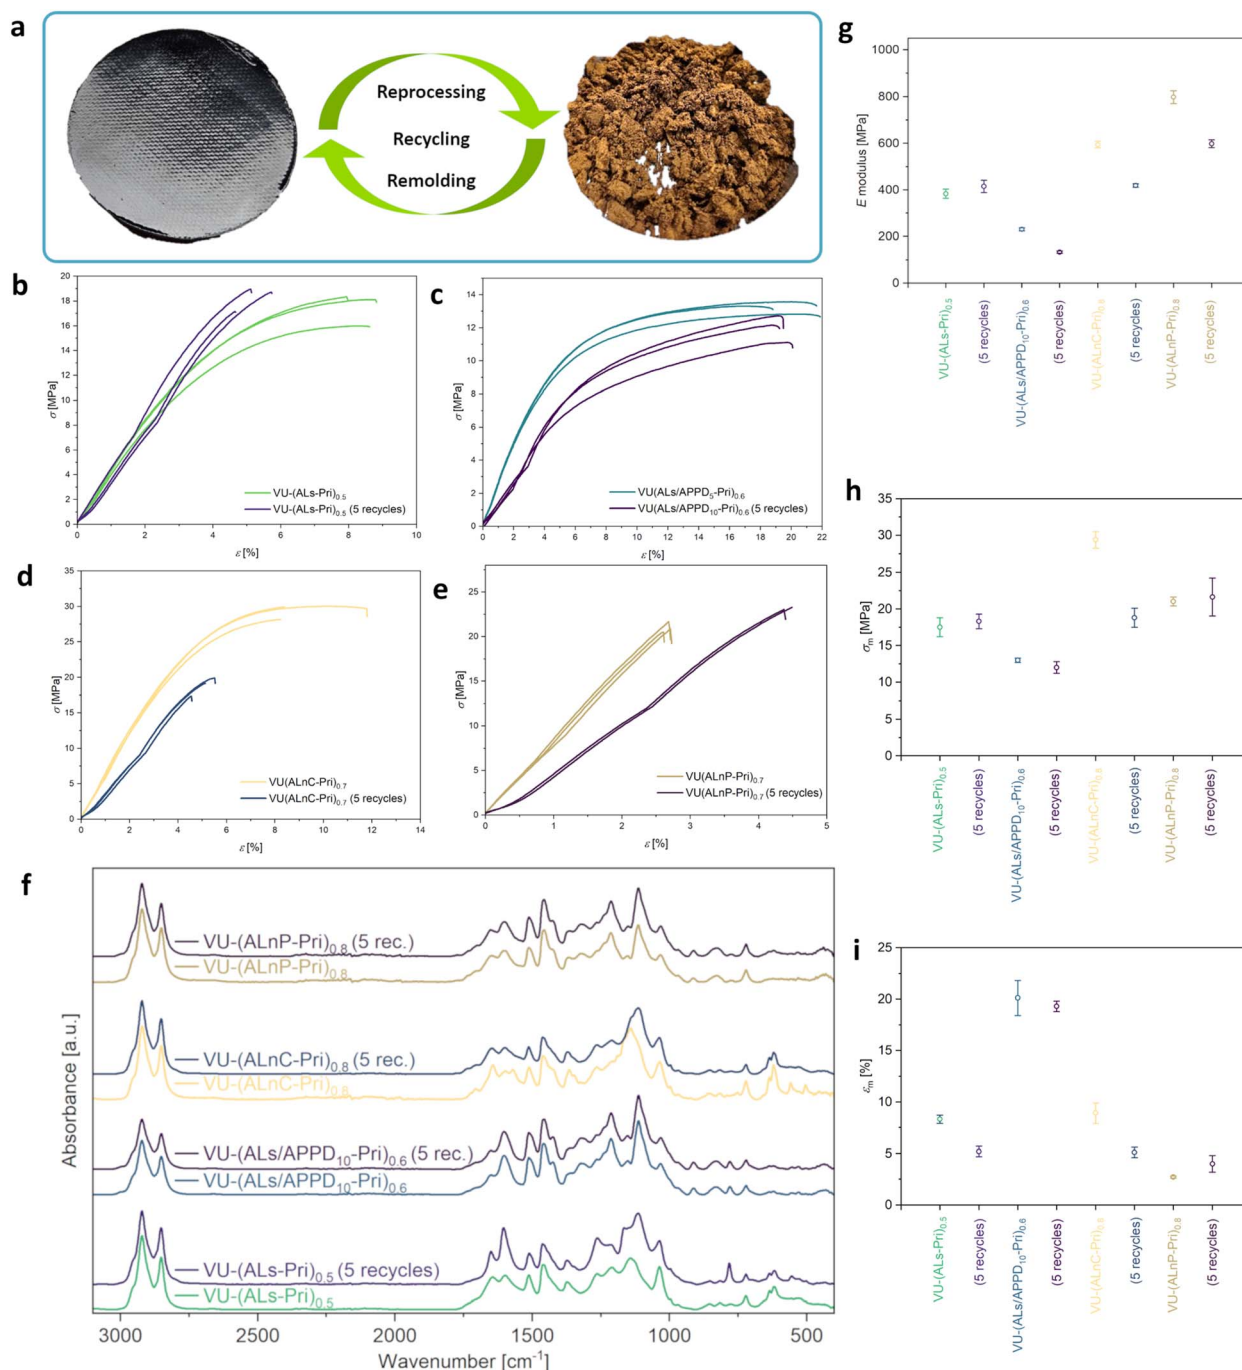 a
Reprocessing
Recycling
Remolding
b
20
18
16
14
12
10
8
6
4
2
0
σ [MPa]
0 2 4 6 8 10
ε [%]
VU-(ALs-Pri)0.5
VU-(ALs-Pri)0.5 (5 recycles)
c
14
12
10
8
6
4
2
0
σ [MPa]
0 2 4 6 8 10 12 14 16 18 20 22
ε [%]
VU(ALs/APPD5-Pri)0.6
VU(ALs/APPD10-Pri)0.6 (5 recycles)
d
35
30
25
20
15
10
5
0
σ [MPa]
0 2 4 6 8 10 12 14
ε [%]
VU(ALnC-Pri)0.7
VU(ALnC-Pri)0.7 (5 recycles)
e
25
20
15
10
5
0
σ [MPa]
0 1 2 3 4 5
ε [%]
VU(ALnP-Pri)0.7
VU(ALnP-Pri)0.7 (5 recycles)
f
Absorbance [a.u.]
VU-(ALnP-Pri)0.8 (5 rec.)
VU-(ALnP-Pri)0.8
VU-(ALnC-Pri)0.8 (5 rec.)
VU-(ALnC-Pri)0.8
VU-(ALs/APPD10-Pri)0.6 (5 rec.)
VU-(ALs/APPD10-Pri)0.6
VU-(ALs-Pri)0.5 (5 recycles)
VU-(ALs-Pri)0.5
3000 2500 2000 1500 1000 500
Wavenumber [cm-1]
g
1000
800
600
400
200
0
E modulus [MPa]
VU-(ALs-Pri)0.5
(5 recycles)
VU-(ALs/APPD10-Pri)0.6
(5 recycles)
VU-(ALnC-Pri)0.8
(5 recycles)
VU-(ALnP-Pri)0.8
(5 recycles)
h
35
30
25
20
15
10
5
0
σm [MPa]
VU-(ALs-Pri)0.5
(5 recycles)
VU-(ALs/APPD10-Pri)0.6
(5 recycles)
VU-(ALnC-Pri)0.8
(5 recycles)
VU-(ALnP-Pri)0.8
(5 recycles)
i
25
20
15
10
5
0
εm [%]
VU-(ALs-Pri)0.5
(5 recycles)
VU-(ALs/APPD10-Pri)0.6
(5 recycles)
VU-(ALnC-Pri)0.8
(5 recycles)
VU-(ALnP-Pri)0.8
(5 recycles)